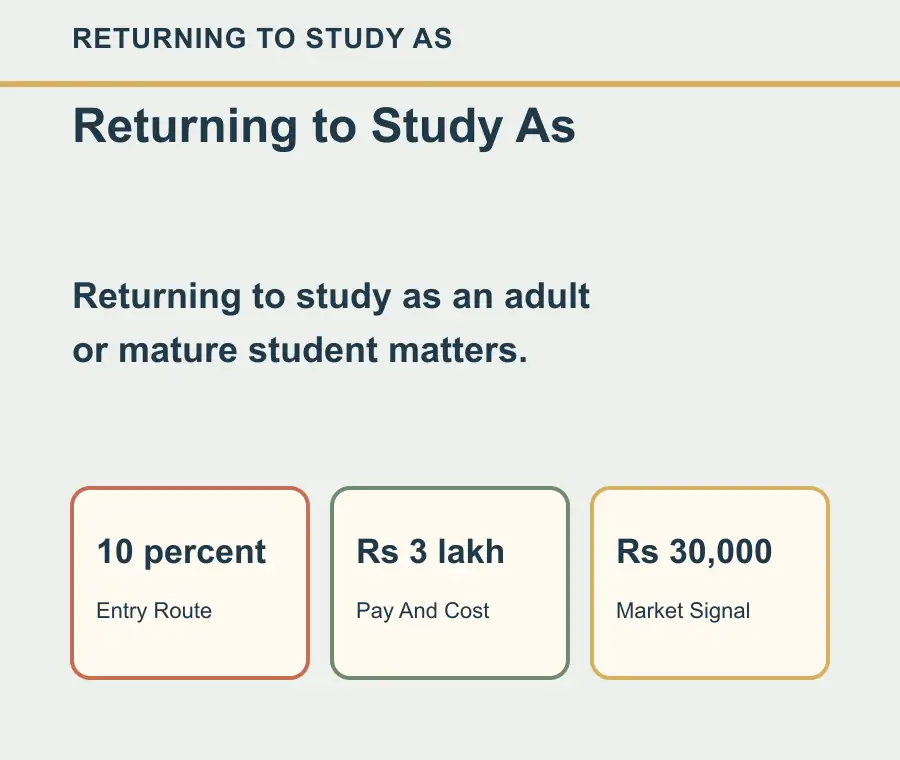 RETURNING TO STUDY AS
Returning to Study As
Returning to study as an adult
or mature student matters.
10 percent
Entry Route
Rs 3 lakh
Pay And Cost
Rs 30,000
Market Signal